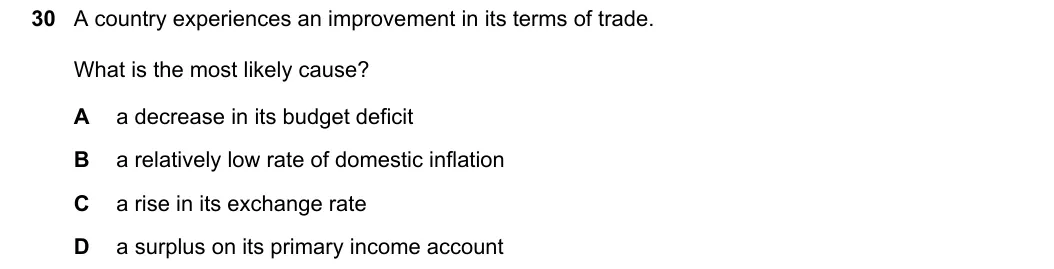 30 A country experiences an improvement in its terms of trade.
What is the most likely cause?
A a decrease in its budget deficit
B a relatively low rate of domestic inflation
C a rise in its exchange rate
D a surplus on its primary income account